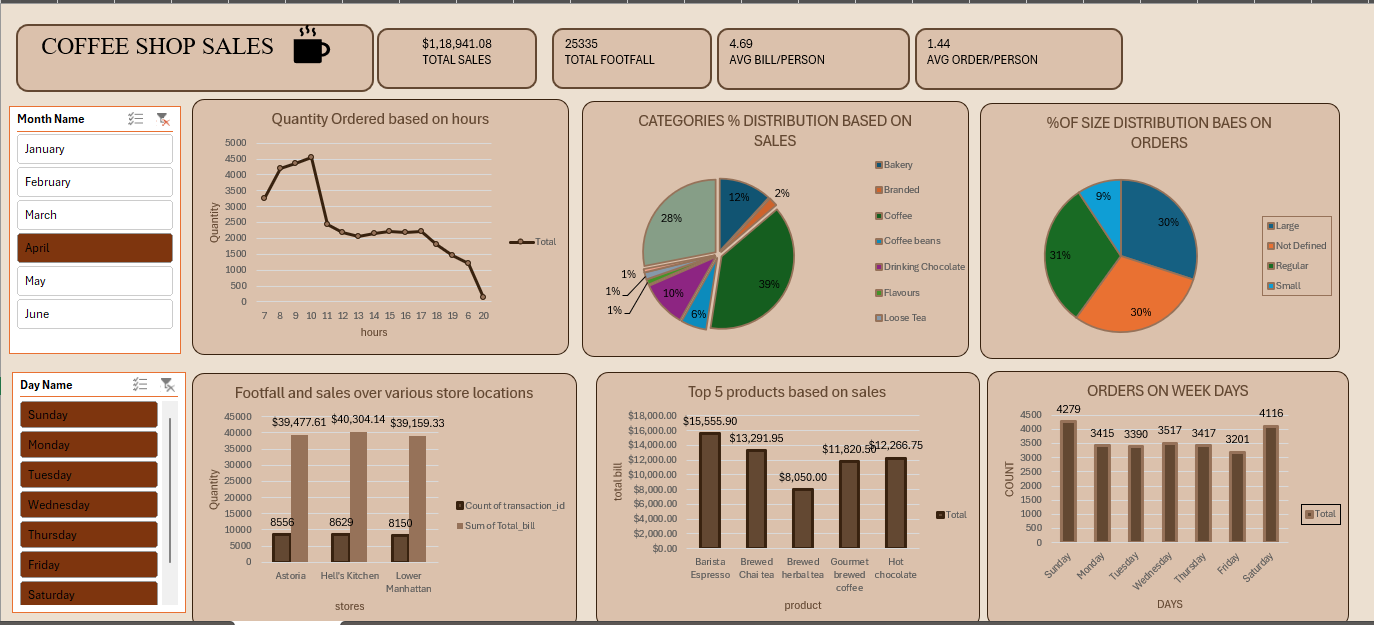 COFFEE SHOP SALES
$1,18,941.08
TOTAL SALES
25335
TOTAL FOOTFALL
4.69
AVG BILL/PERSON
1.44
AVG ORDER/PERSON
Month Name
January
February
March
April
May
June
Quantity Ordered based on hours
5000
4500
4000
3500
3000
2500
2000
1500
1000
500
0
Quantity
7 8 9 10 11 12 13 14 15 16 17 18 19 6 20
hours
Total
CATEGORIES % DISTRIBUTION BASED ON
SALES
12%
2%
39%
6%
10%
1%
1%
1%
28%
Bakery
Branded
Coffee
Coffee beans
Drinking Chocolate
Flavours
Loose Tea
%OF SIZE DISTRIBUTION BAES ON
ORDERS
30%
30%
31%
9%
Large
Not Defined
Regular
Small
Day Name
Sunday
Monday
Tuesday
Wednesday
Thursday
Friday
Saturday
Footfall and sales over various store locations
45000
40000
35000
30000
25000
20000
15000
10000
5000
0
Quantity
$39,477.61 $40,304.14 $39,159.33
8556 8629 8150
Astoria Hell's Kitchen Lower
Manhattan
stores
Count of transaction_id
Sum of Total_bill
Top 5 products based on sales
$18,000.00
$16,000.00
$14,000.00
$12,000.00
$10,000.00
$8,000.00
$6,000.00
$4,000.00
$2,000.00
$0.00
total bill
$15,555.90
$13,291.95
$8,050.00
$11,820.50
$12,266.75
Barista Brewed Brewed Gourmet Hot
Espresso Chai tea herbal tea brewed chocolate
coffee
product
Total
ORDERS ON WEEK DAYS
4500
4000
3500
3000
2500
2000
1500
1000
500
0
COUNT
4279 3415 3390 3517 3417 3201 4116
Sunday Monday Tuesday Wednesday Thursday Friday Saturday
DAYS
Total